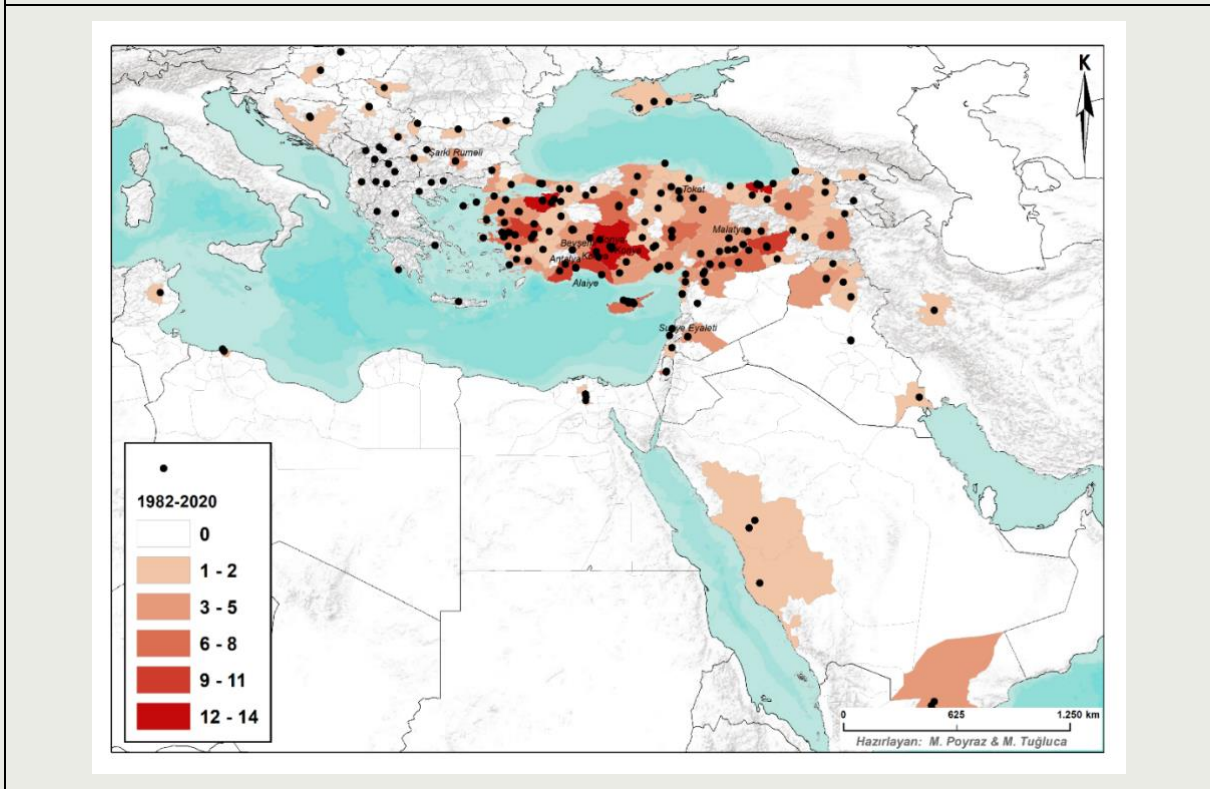 K
Şarki Rumeli
Tokat
Malatya
Antalya
Alaiye
Suriye Eyaleti
1982-2020
0
1 - 2
3 - 5
6 - 8
9 - 11
12 - 14
0 625 1.250 km
Hazırlayan: M. Poyraz & M. Tuğluca